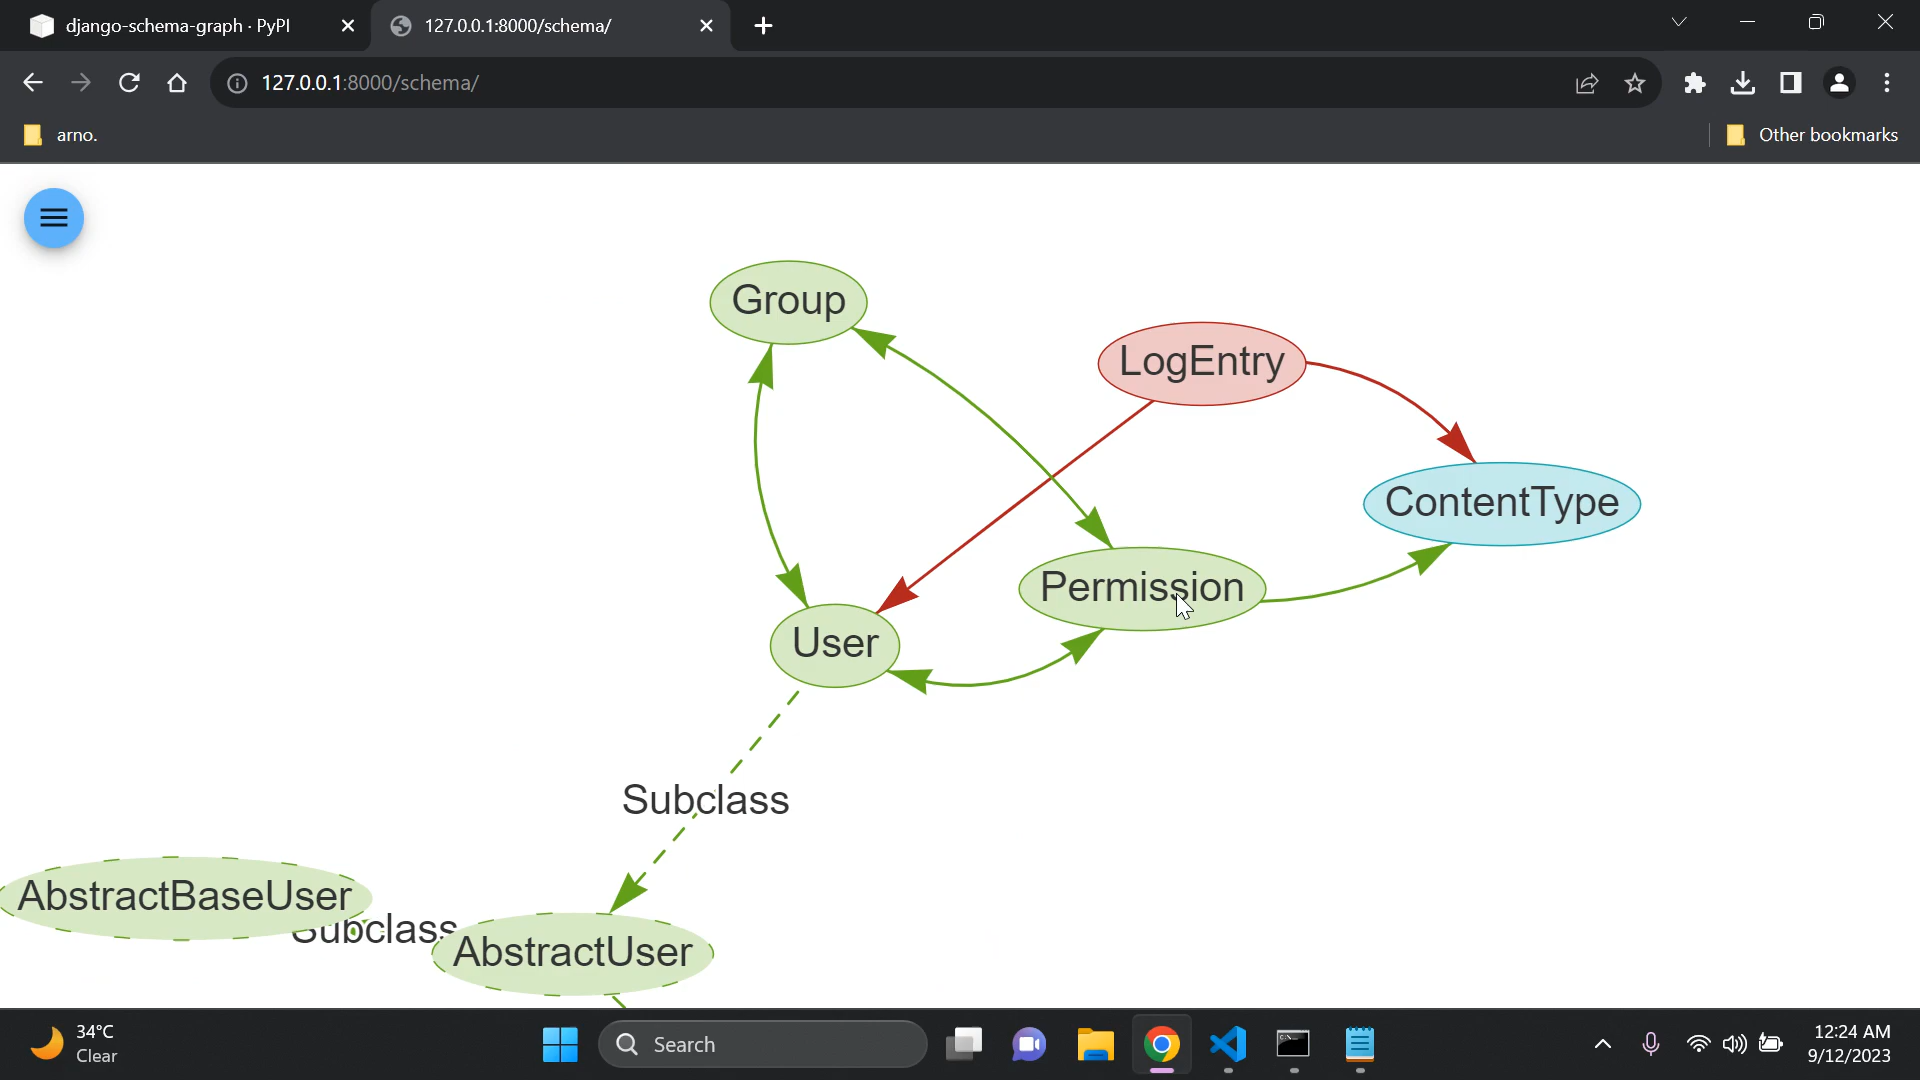 django-schema-graph · PyPI
127.0.0.1:8000/schema/
127.0.0.1:8000/schema/
arno.
Other bookmarks
Group
LogEntry
ContentType
Permission
User
Subclass
AbstractBaseUser
Subclass
AbstractUser
34°C
Clear
Search
12:24 AM
9/12/2023